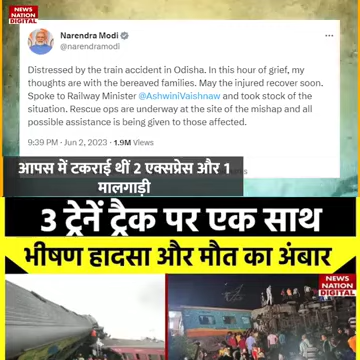 NEWS
NATION
DIGITAL
Narendra Modi
@narendramodi
Distressed by the train accident in Odisha. In this hour of grief, my
thoughts are with the bereaved families. May the injured recover soon.
Spoke to Railway Minister @AshwiniVaishnaw and took stock of the
situation. Rescue ops are underway at the site of the mishap and all
possible assistance is being given to those affected.
9:39 PM · Jun 2, 2023 · 1.9M Views
आपस में टकराई थीं 2 एक्सप्रेस और 1
मालगाड़ी
3 ट्रेनें ट्रैक पर एक साथ
भीषण हादसा और मौत का अंबार
NEWS
NATION
DIGITAL